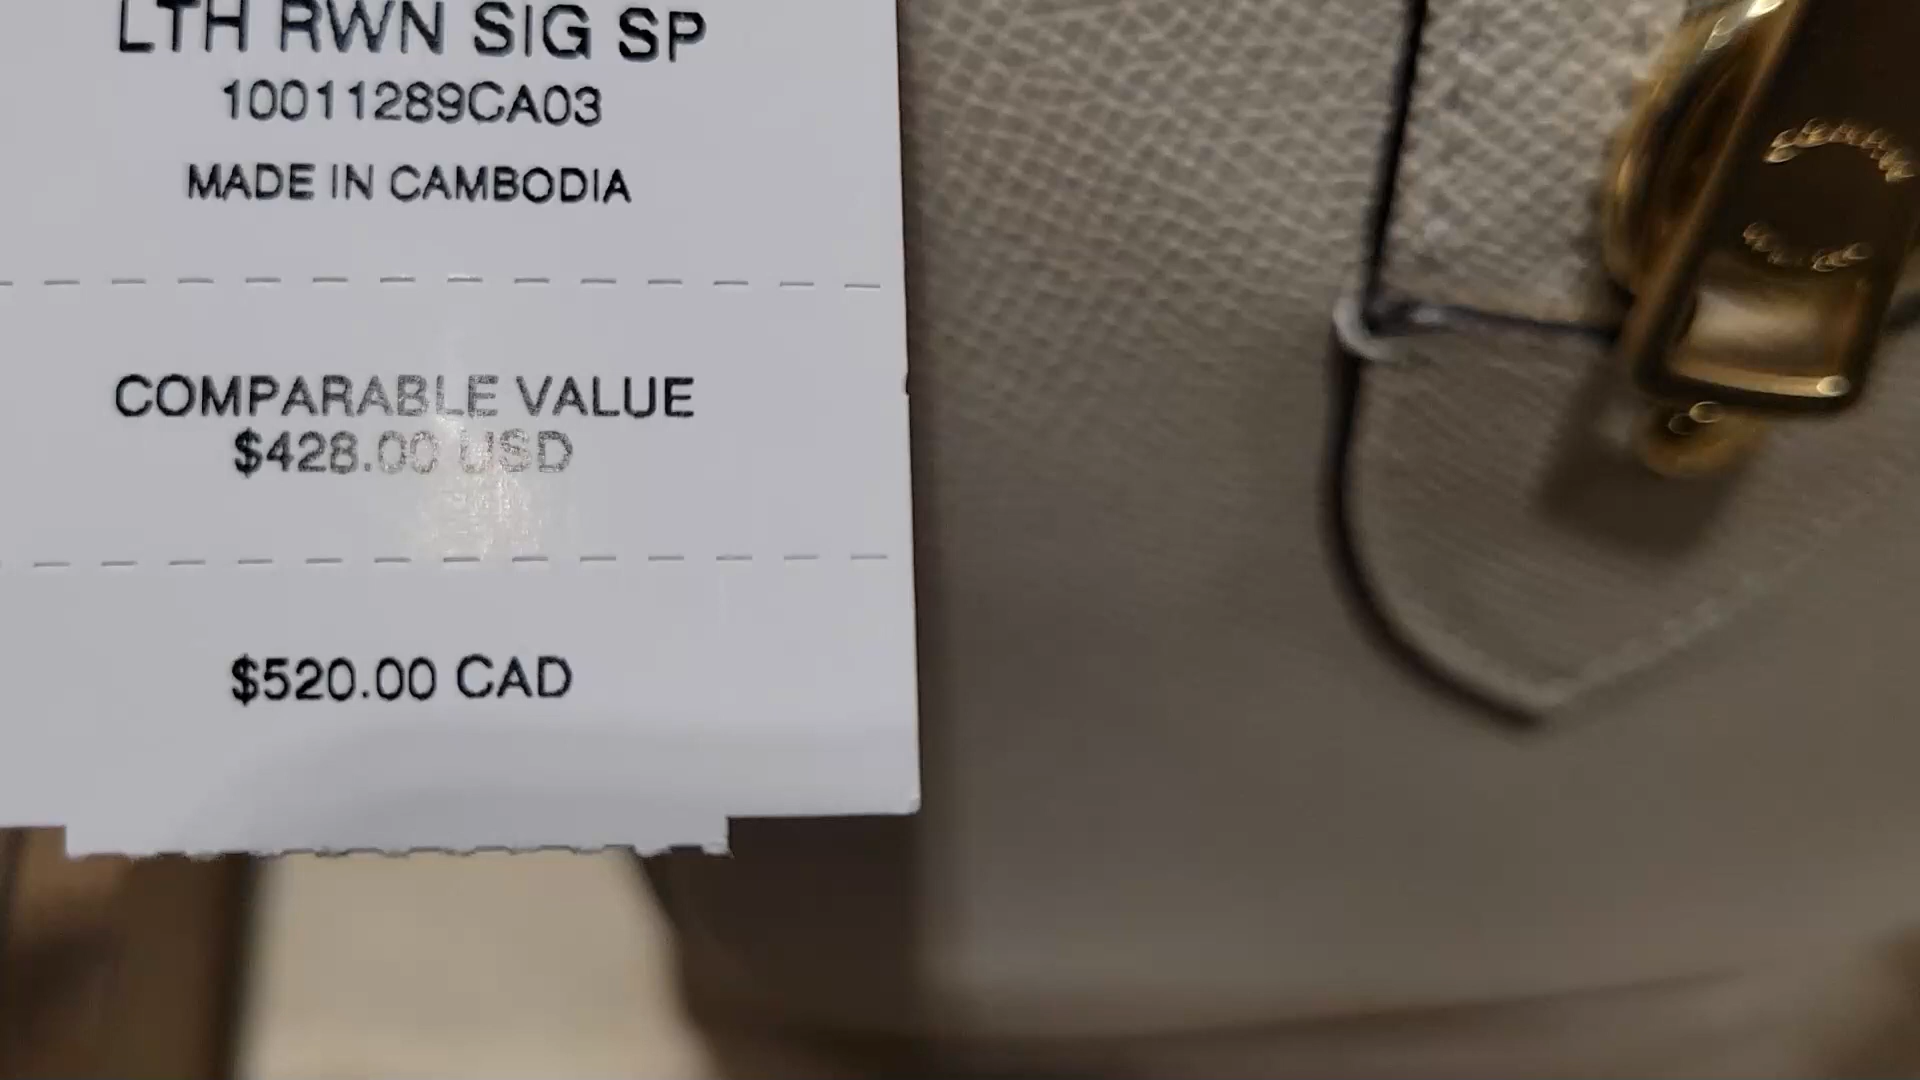 LTH RWN SIG SP
10011289CA03
MADE IN CAMBODIA
COMPARABLE VALUE
$428.00 USD
$520.00 CAD